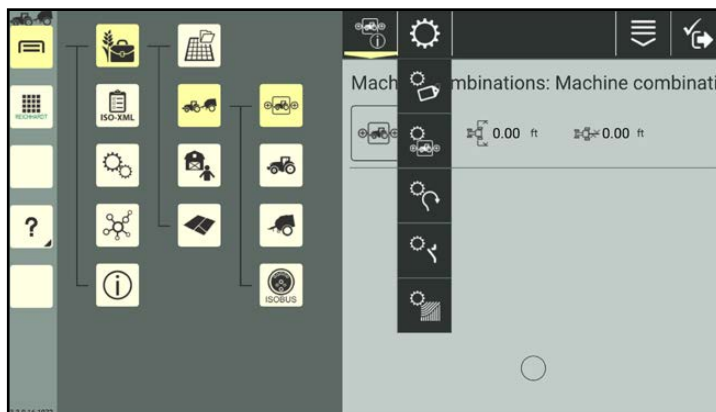 REICHHARDT
ISO-XML
?
ISOBUS
Mach
mbinations: Machine combinati
0.00 ft
0.00 ft